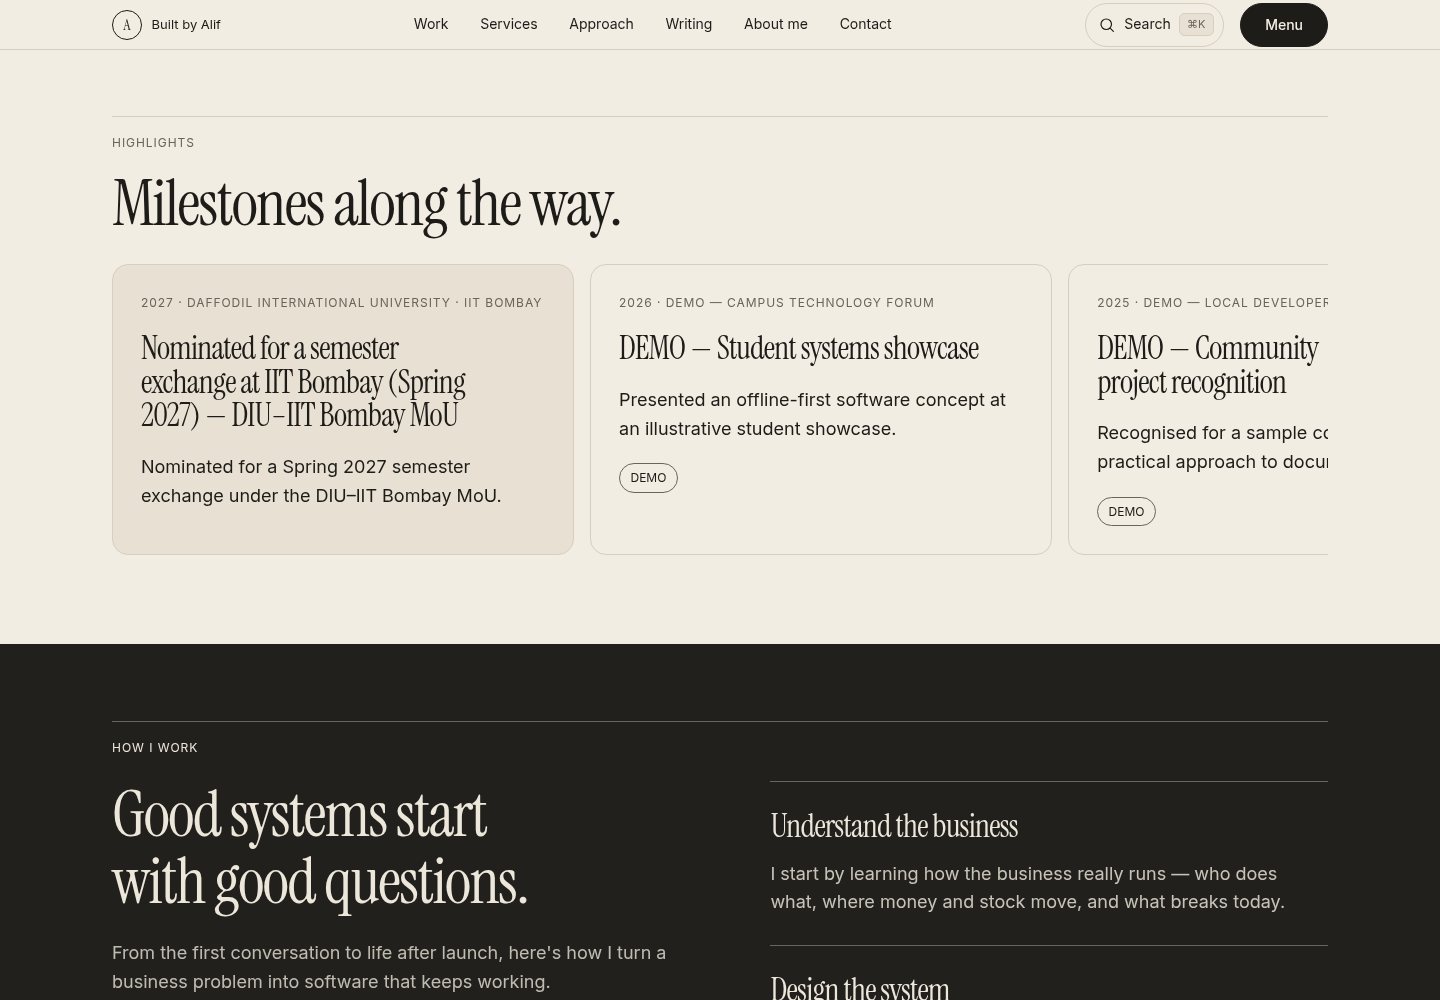 A Built by Alif
Work Services Approach Writing About me Contact
Search ⌘K Menu
HIGHLIGHTS
Milestones along the way.
2027 · DAFFODIL INTERNATIONAL UNIVERSITY · IIT BOMBAY
Nominated for a semester
exchange at IIT Bombay (Spring
2027) — DIU–IIT Bombay MoU
Nominated for a Spring 2027 semester
exchange under the DIU–IIT Bombay MoU.
2026 · DEMO — CAMPUS TECHNOLOGY FORUM
DEMO — Student systems showcase
Presented an offline-first software concept at
an illustrative student showcase.
DEMO
2025 · DEMO — LOCAL DEVELOPER
DEMO — Community
project recognition
Recognised for a sample
practical approach to
DEMO
HOW I WORK
Good systems start
with good questions.
From the first conversation to life after launch, here's how I turn a
business problem into software that keeps working.
Understand the business
I start by learning how the business really runs — who does
what, where money and stock move, and what breaks today.
Design the system